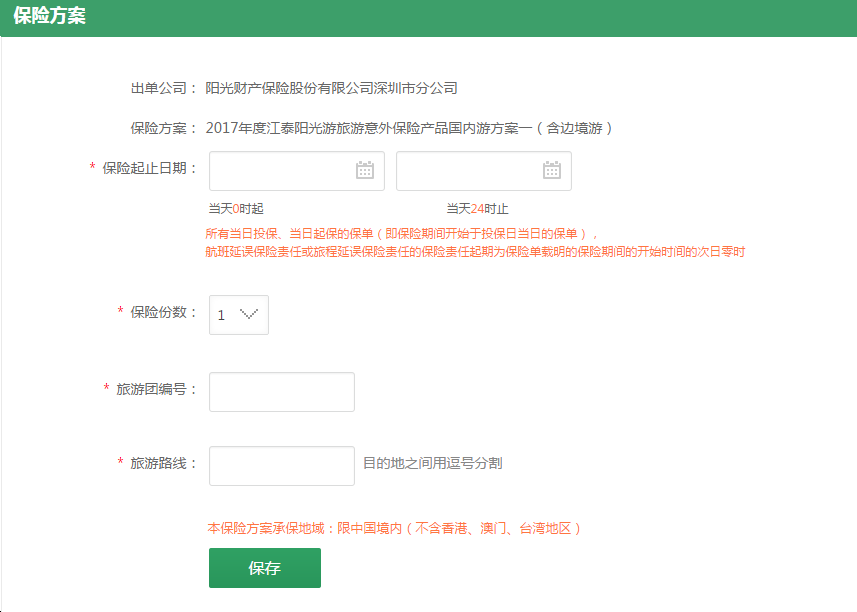 保险方案
出单公司： 阳光财产保险股份有限公司深圳市分公司
保险方案： 2017年度江泰阳光游旅游意外保险产品国内游方案一（含边境游）
* 保险起止日期：
当天0时起 当天24时止
所有当日投保、当日起保的保单（即保险期间开始于投保日当日的保单），
航班延误保险责任或旅程延误保险责任的保险责任起期为保险单载明的保险期间的开始时间的次日零时
* 保险份数： 1
* 旅游团编号：
* 旅游路线： 目的地之间用逗号分割
本保险方案承保地域：限中国境内（不含香港、澳门、台湾地区）
保存